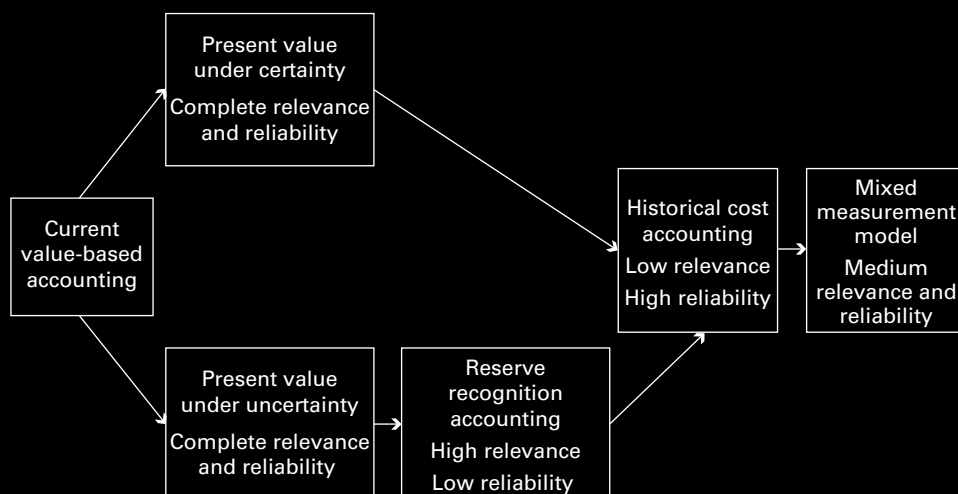 Present value
under certainty
Complete relevance
and reliability
Current
value-based
accounting
Historical cost
accounting
Low relevance
High reliability
Mixed
measurement
model
Medium
relevance and
reliability
Present value
under uncertainty
Complete relevance
and reliability
Reserve
recognition
accounting
High relevance
Low reliability